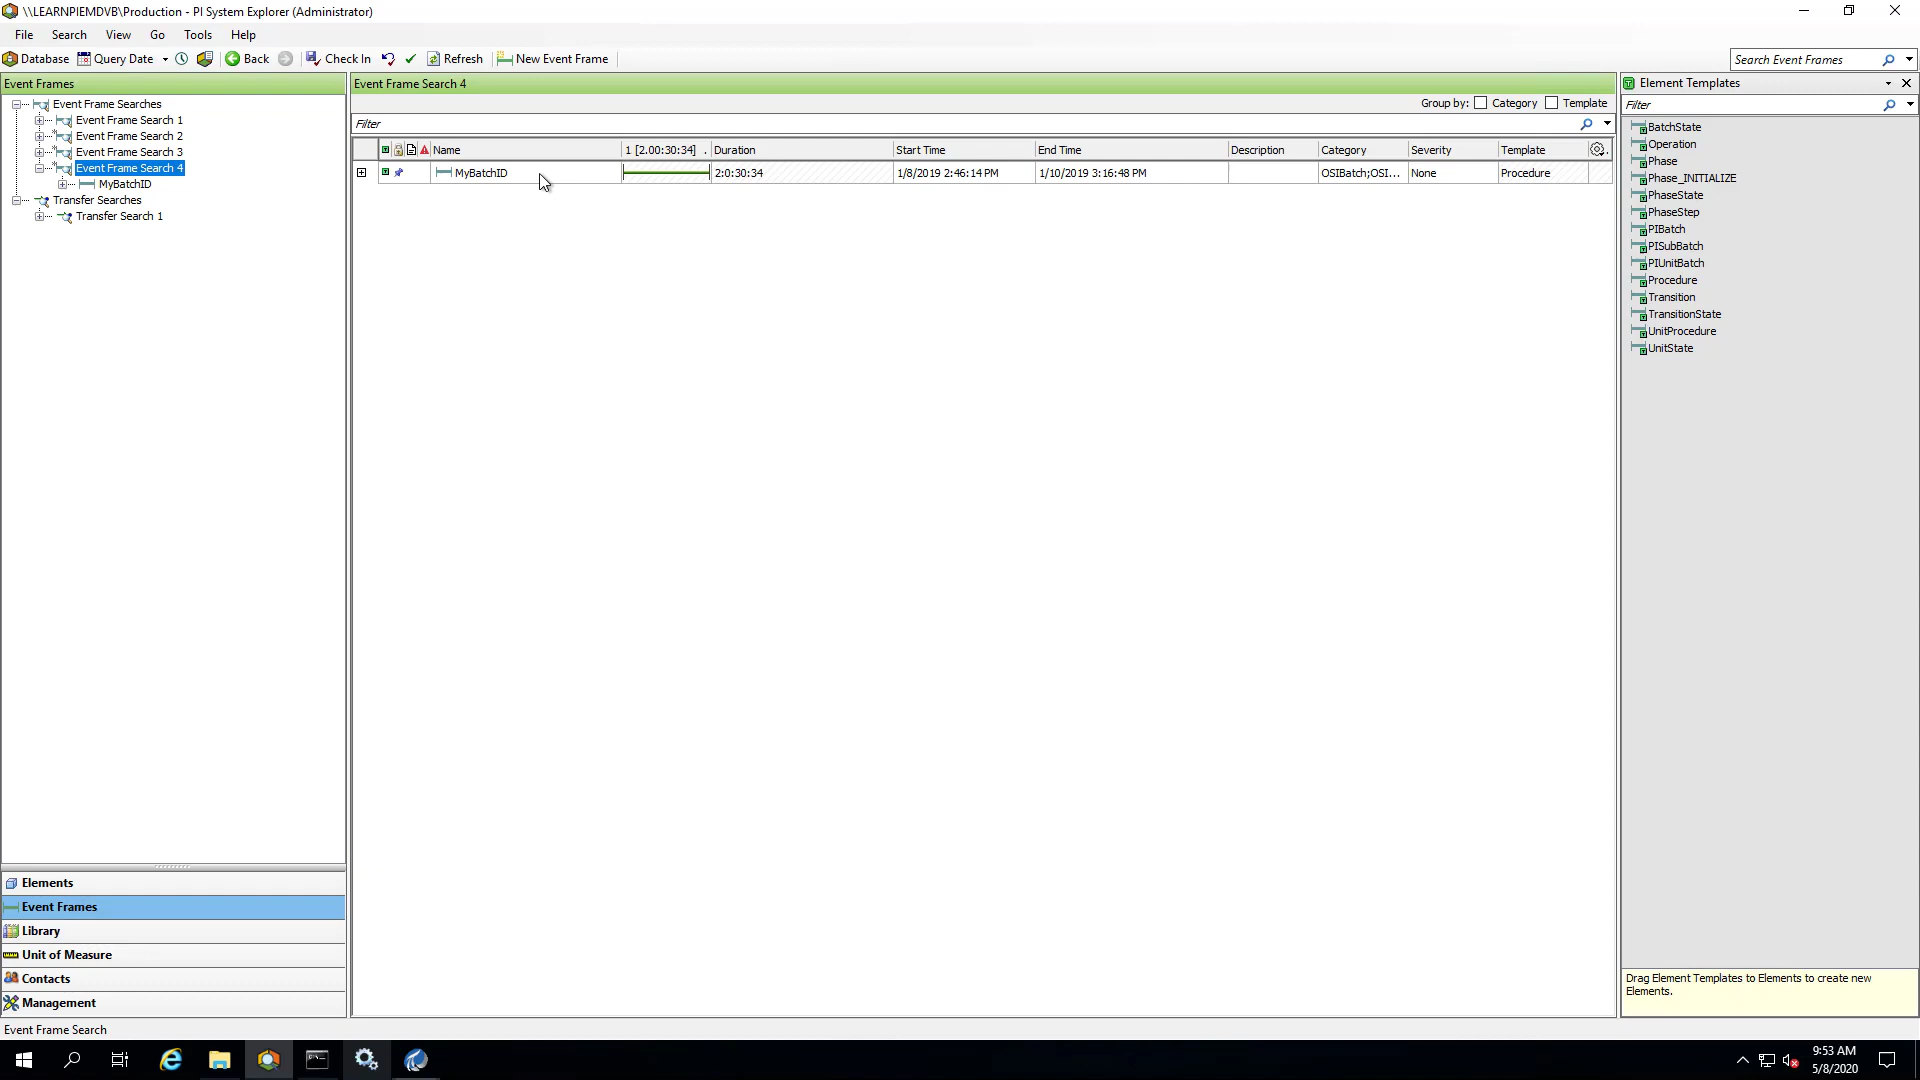 \\LEARNPIEMDVB\Production - PI System Explorer (Administrator)
File Search View Go Tools Help
Database Query Date Back Check In Refresh New Event Frame Search Event Frames
Event Frames
Event Frame Searches
Event Frame Search 1
Event Frame Search 2
Event Frame Search 3
Event Frame Search 4
MyBatchID
Transfer Searches
Transfer Search 1
Elements
Event Frames
Library
Unit of Measure
Contacts
Management
Event Frame Search 4
Group by: Category Template
Filter
Name 1 [2.00:30:34] . Duration Start Time End Time Description Category Severity Template
MyBatchID 2:0:30:34 1/8/2019 2:46:14 PM 1/10/2019 3:16:48 PM OSIBatch;OSI... None Procedure
Element Templates
Filter
BatchState
Operation
Phase
Phase_INITIALIZE
PhaseState
PhaseStep
PIBatch
PISubBatch
PIUnitBatch
Procedure
Transition
TransitionState
UnitProcedure
UnitState
Drag Element Templates to Elements to create new
Elements.
Event Frame Search
9:53 AM
5/8/2020